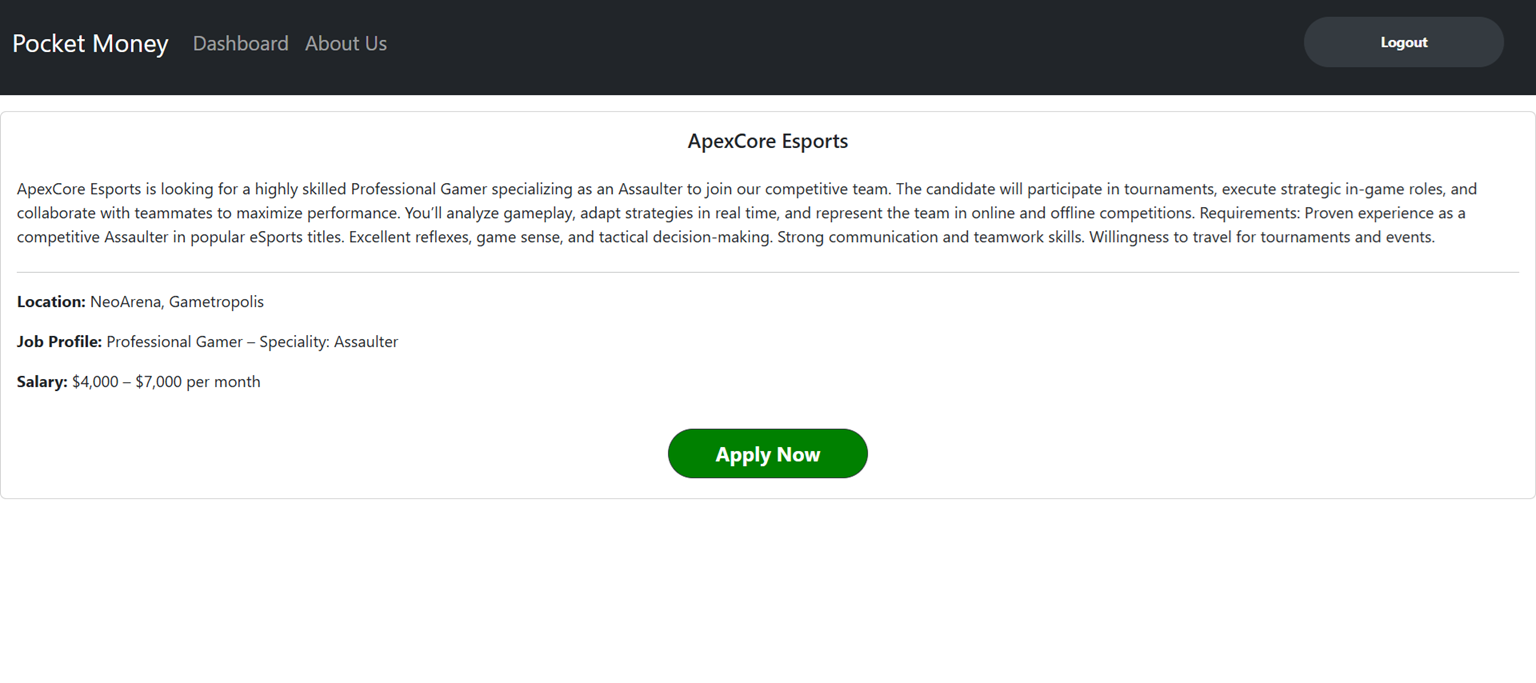 Pocket Money Dashboard About Us Logout
ApexCore Esports
ApexCore Esports is looking for a highly skilled Professional Gamer specializing as an Assaulter to join our competitive team. The candidate will participate in tournaments, execute strategic in-game roles, and
collaborate with teammates to maximize performance. You’ll analyze gameplay, adapt strategies in real time, and represent the team in online and offline competitions. Requirements: Proven experience as a
competitive Assaulter in popular eSports titles. Excellent reflexes, game sense, and tactical decision-making. Strong communication and teamwork skills. Willingness to travel for tournaments and events.
Location: NeoArena, Gametropolis
Job Profile: Professional Gamer – Speciality: Assaulter
Salary: $4,000 – $7,000 per month
Apply Now